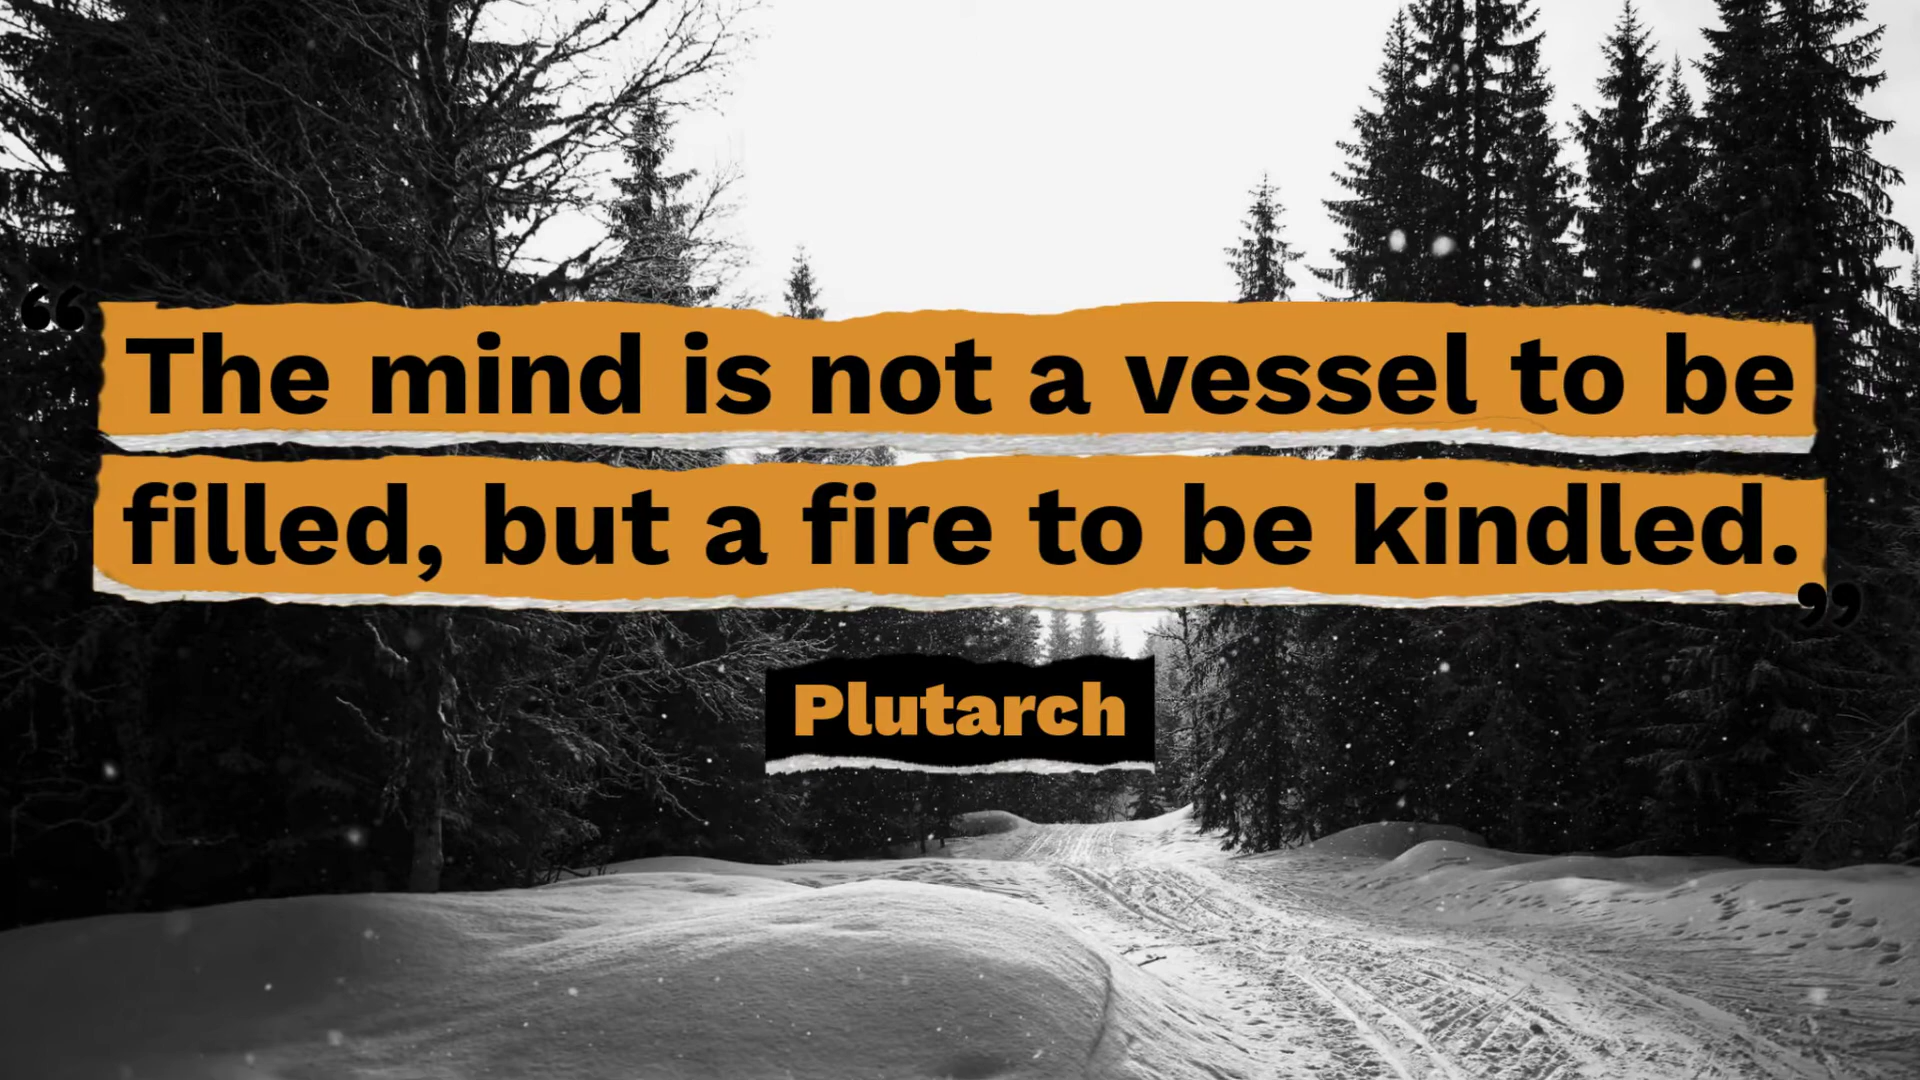 “The mind is not a vessel to be
filled, but a fire to be kindled.”
Plutarch